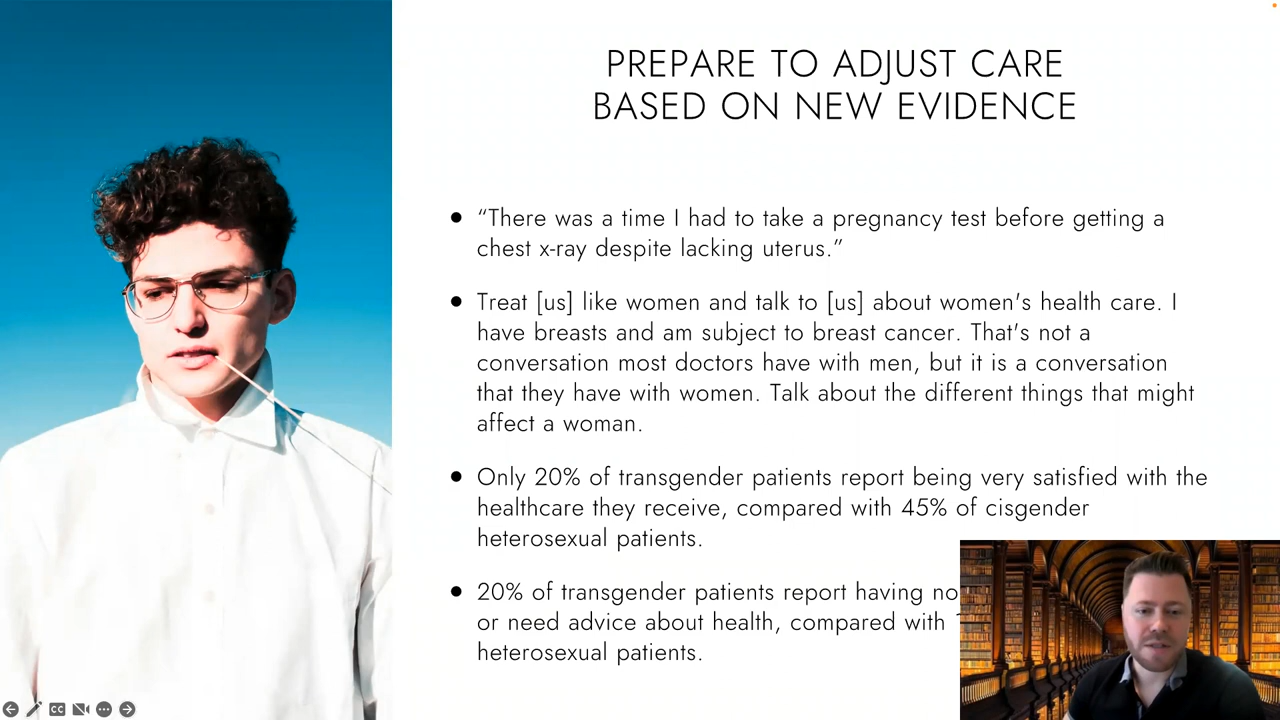 PREPARE TO ADJUST CARE
BASED ON NEW EVIDENCE
● “There was a time I had to take a pregnancy test before getting a
chest x-ray despite lacking uterus.”
● Treat [us] like women and talk to [us] about women's health care. I
have breasts and am subject to breast cancer. That's not a
conversation most doctors have with men, but it is a conversation
that they have with women. Talk about the different things that might
affect a woman.
● Only 20% of transgender patients report being very satisfied with the
healthcare they receive, compared with 45% of cisgender
heterosexual patients.
● 20% of transgender patients report having no
or need advice about health, compared with
heterosexual patients.
CC